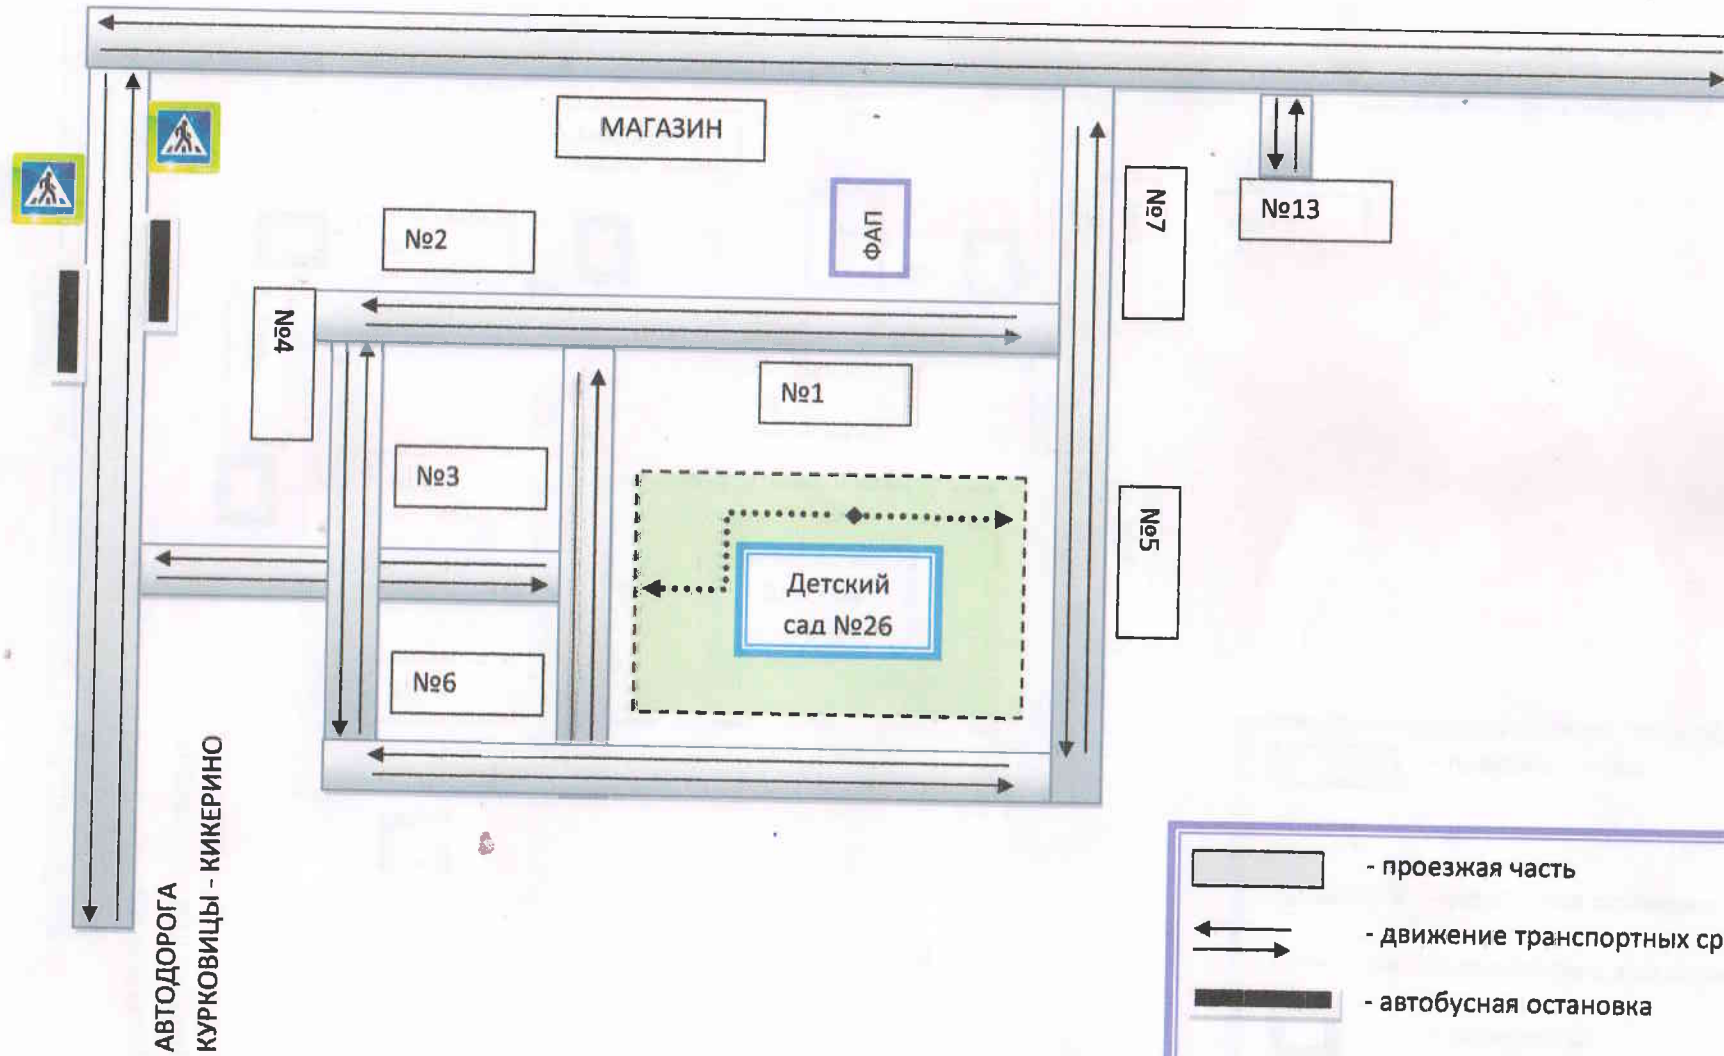 МАГАЗИН
№2
ФАП
№7
№13
№4
№1
№3
№5
Детский
сад №26
№6
АВТОДОРОГА
КУРКОВИЦЫ - КИКЕРИНО
- проезжая часть
- движение транспортных ср
- автобусная остановка